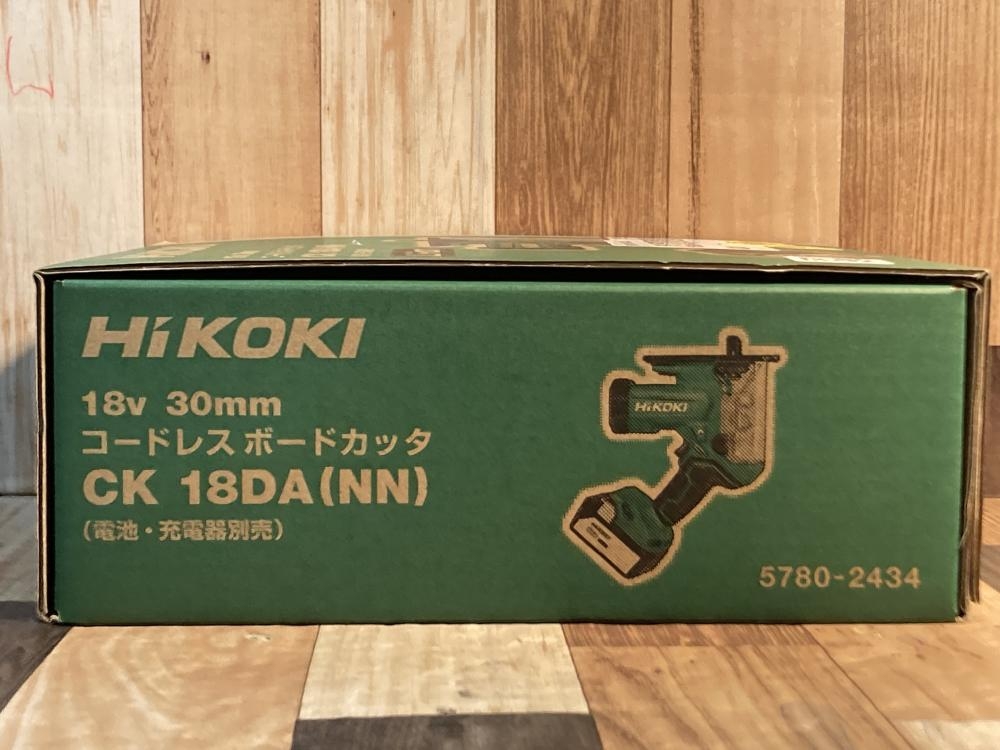 HiKOKI
18v 30mm
コードレス ボードカッタ
CK 18DA(NN)
(電池・充電器別売)
HiKOKI
5780-2434